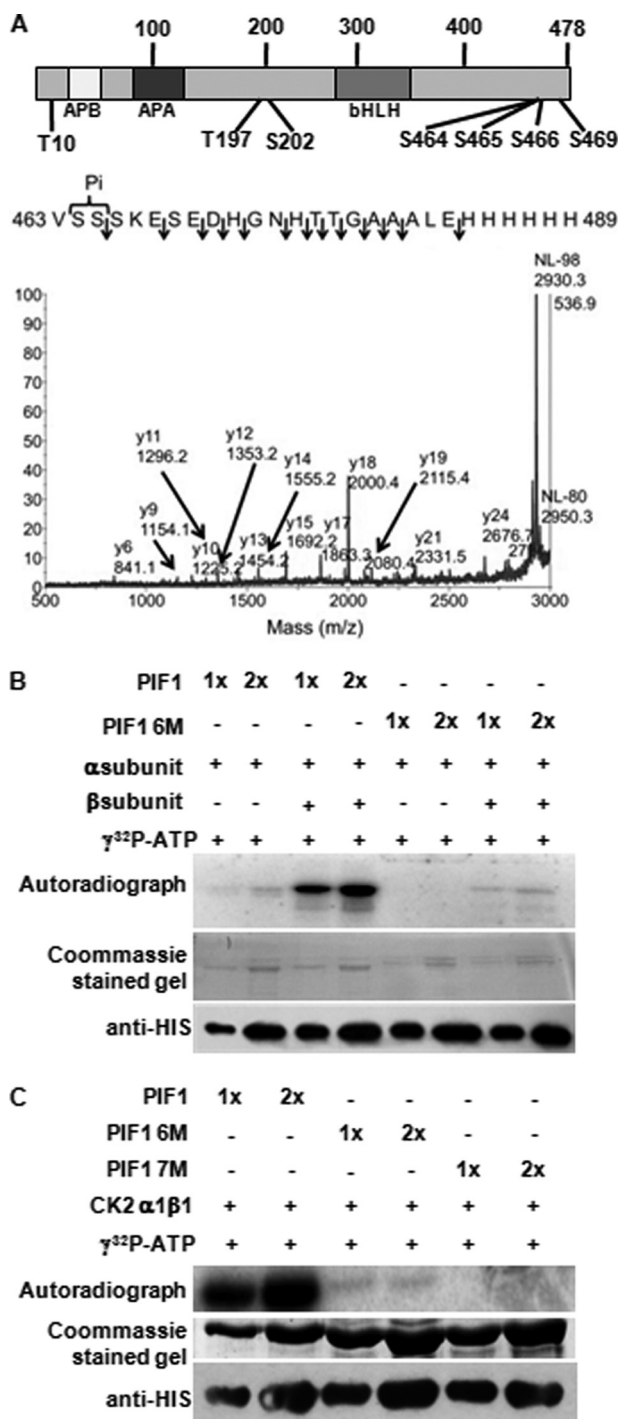 A
100 200 300 400 478
APB APA bHLH
T10 T197 S202 S464 S465 S466 S469
Pi
463 V S S S K E S E D H G N H T T G A A A L E H H H H H H 489
NL-98
2930.3
536.9
100
90
80
70
60
50
40
30
20
10
0
y11
1296.2
y12
1353.2
y14
1555.2
y18
2000.4
y19
2115.4
NL-80
2950.3
y9
1154.1
y6
841.1
y10
y13
1454.2
y15
1692.2
y17
1863.3
2080.4
y21
2331.5
y24
2676.7
27
500 1000 1500 2000 2500 3000
Mass (m/z)
B
PIF1 1x 2x 1x 2x - - - -
PIF1 6M - - - - 1x 2x 1x 2x
αsubunit + + + + + + + +
βsubunit - - + + - - + +
γ³²P-ATP + + + + + + + +
Autoradiograph
Coommassie
stained gel
anti-HIS
C
PIF1 1x 2x - - - -
PIF1 6M - - 1x 2x - -
PIF1 7M - - - - 1x 2x
CK2 α1β1 + + + + + +
γ³²P-ATP + + + + + +
Autoradiograph
Coommassie
stained gel
anti-HIS